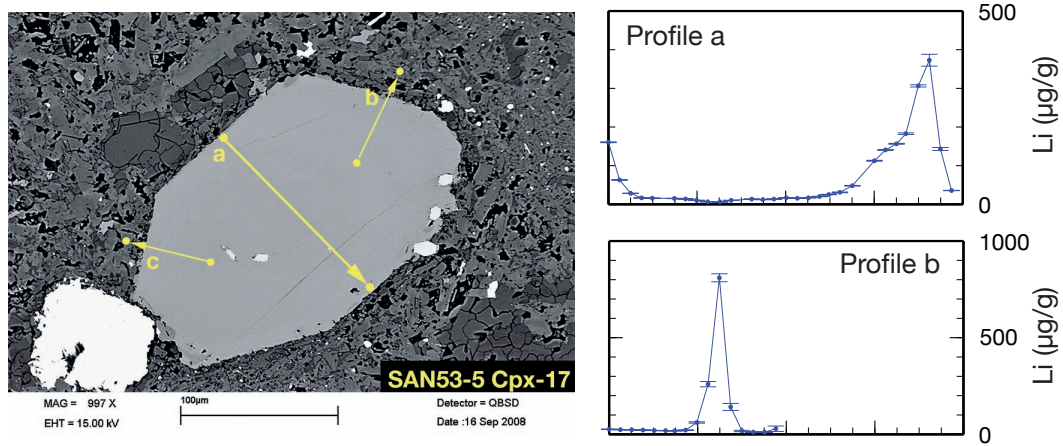 a
b
c
SAN53-5 Cpx-17
MAG = 997 X
100µm
Detector = QBSD
EHT = 15.00 kV
Date :16 Sep 2008
Profile a
500
0
Li (µg/g)
Profile b
1000
500
0
Li (µg/g)